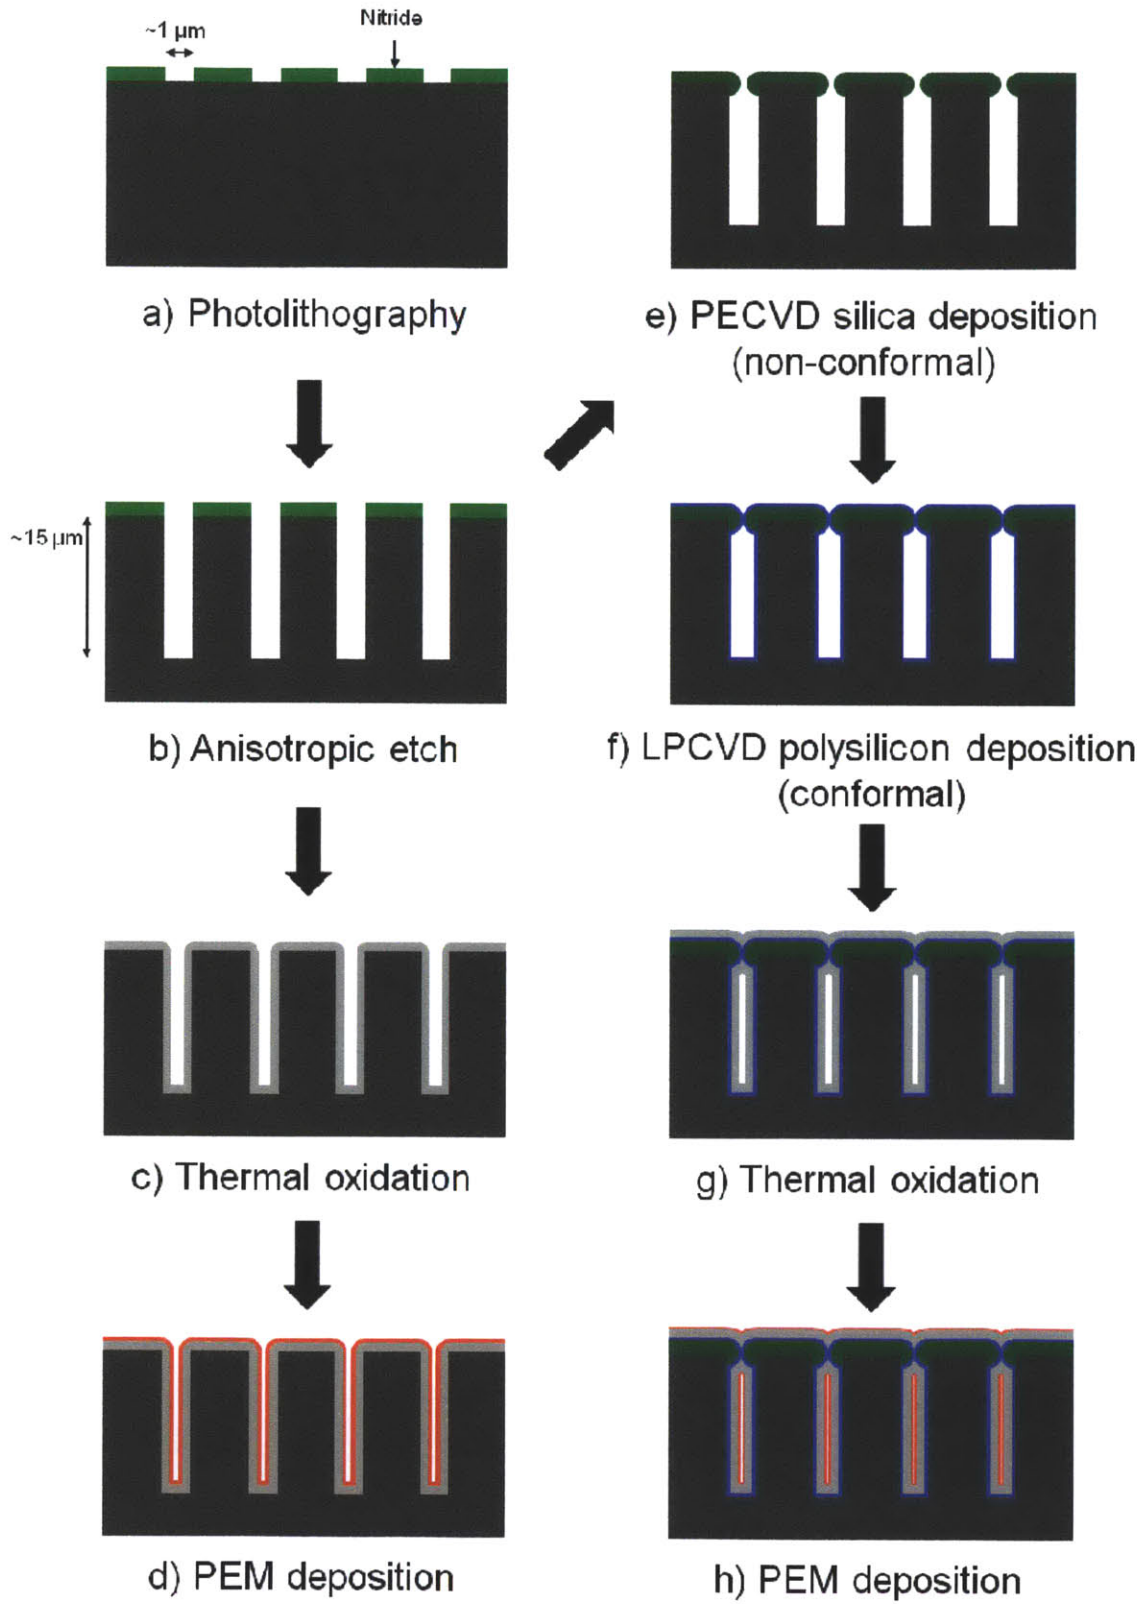 ~1 µm
Nitride
a) Photolithography
~15 µm
b) Anisotropic etch
c) Thermal oxidation
d) PEM deposition
e) PECVD silica deposition
(non-conformal)
f) LPCVD polysilicon deposition
(conformal)
g) Thermal oxidation
h) PEM deposition